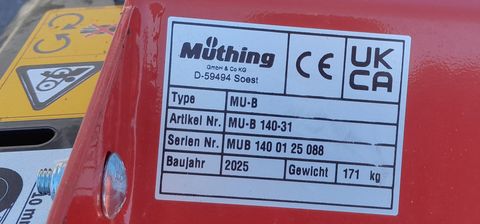 Müthing
GmbH & Co KG
D-59494 Soest
CE
UK
CA
Type MU-B
Artikel Nr. MU-B 140-31
Serien Nr. MUB 140 01 25 088
Baujahr 2025 Gewicht 171 kg